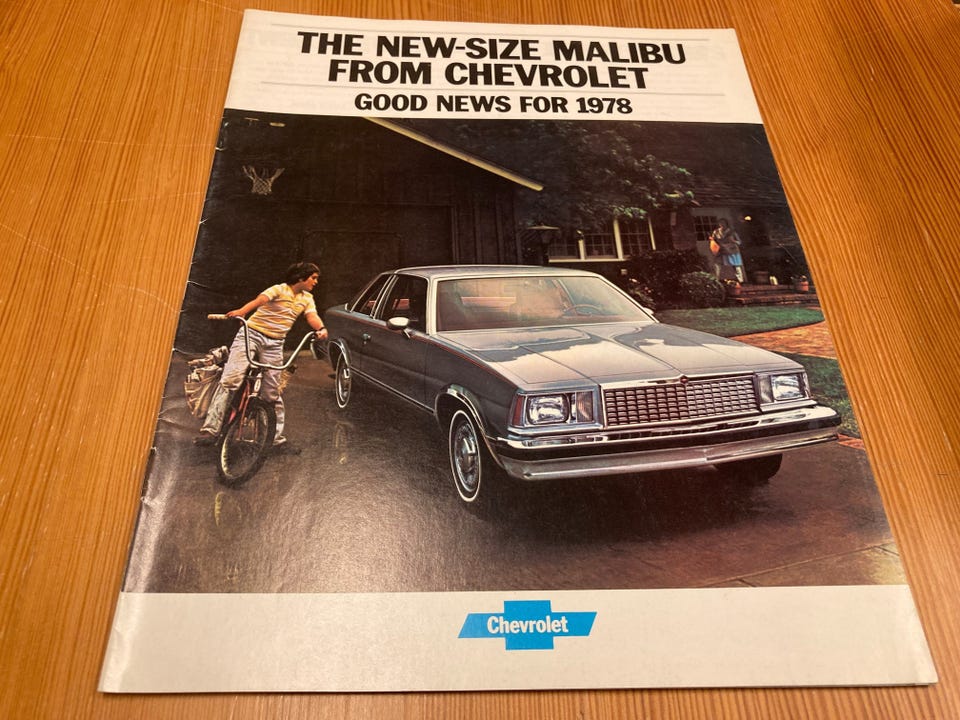 THE NEW-SIZE MALIBU
FROM CHEVROLET
GOOD NEWS FOR 1978
Chevrolet